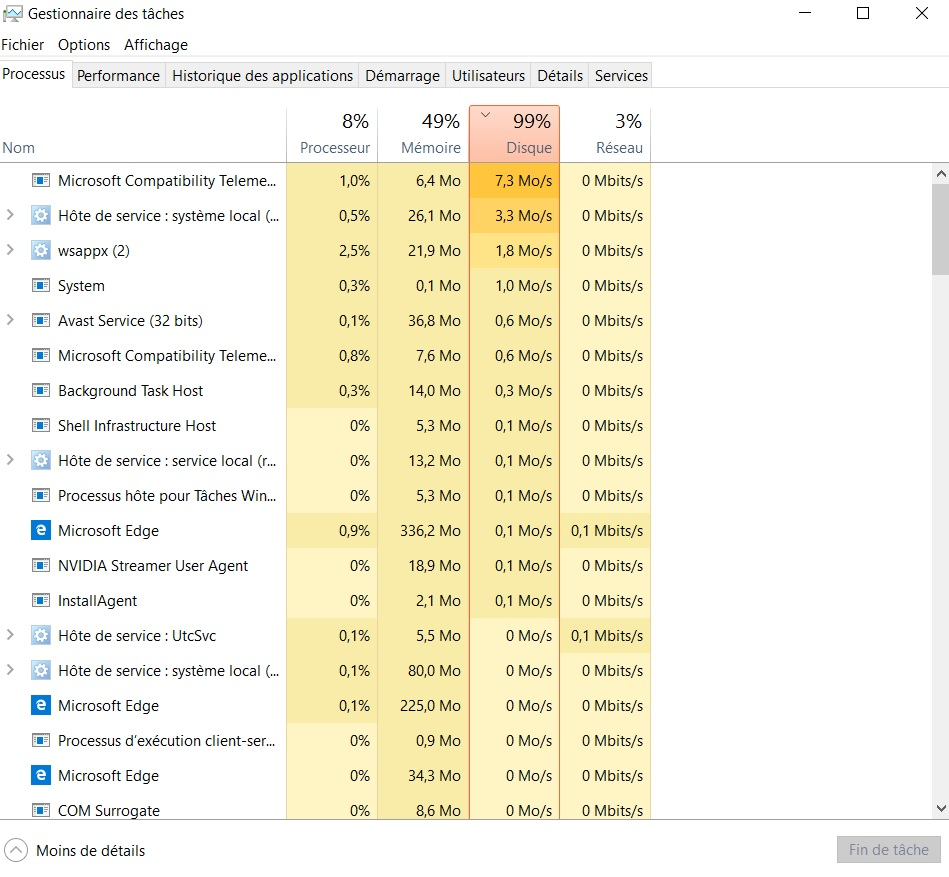 Gestionnaire des tâches
Fichier Options Affichage
Processus Performance Historique des applications Démarrage Utilisateurs Détails Services
8% 49% 99% 3%
Nom Processeur Mémoire Disque Réseau
Microsoft Compatibility Teleme... 1,0% 6,4 Mo 7,3 Mo/s 0 Mbits/s
Hôte de service : système local (... 0,5% 26,1 Mo 3,3 Mo/s 0 Mbits/s
wsappx (2) 2,5% 21,9 Mo 1,8 Mo/s 0 Mbits/s
System 0,3% 0,1 Mo 1,0 Mo/s 0 Mbits/s
Avast Service (32 bits) 0,1% 36,8 Mo 0,6 Mo/s 0 Mbits/s
Microsoft Compatibility Teleme... 0,8% 7,6 Mo 0,6 Mo/s 0 Mbits/s
Background Task Host 0,3% 14,0 Mo 0,3 Mo/s 0 Mbits/s
Shell Infrastructure Host 0% 5,3 Mo 0,1 Mo/s 0 Mbits/s
Hôte de service : service local (r... 0% 13,2 Mo 0,1 Mo/s 0 Mbits/s
Processus hôte pour Tâches Win... 0% 5,3 Mo 0,1 Mo/s 0 Mbits/s
Microsoft Edge 0,9% 336,2 Mo 0,1 Mo/s 0,1 Mbits/s
NVIDIA Streamer User Agent 0% 18,9 Mo 0,1 Mo/s 0 Mbits/s
InstallAgent 0% 2,1 Mo 0,1 Mo/s 0 Mbits/s
Hôte de service : UtcSvc 0,1% 5,5 Mo 0 Mo/s 0,1 Mbits/s
Hôte de service : système local (... 0,1% 80,0 Mo 0 Mo/s 0 Mbits/s
Microsoft Edge 0,1% 225,0 Mo 0 Mo/s 0 Mbits/s
Processus d'exécution client-ser... 0% 0,9 Mo 0 Mo/s 0 Mbits/s
Microsoft Edge 0% 34,3 Mo 0 Mo/s 0 Mbits/s
COM Surrogate 0% 8,6 Mo 0 Mo/s 0 Mbits/s
Moins de détails Fin de tâche